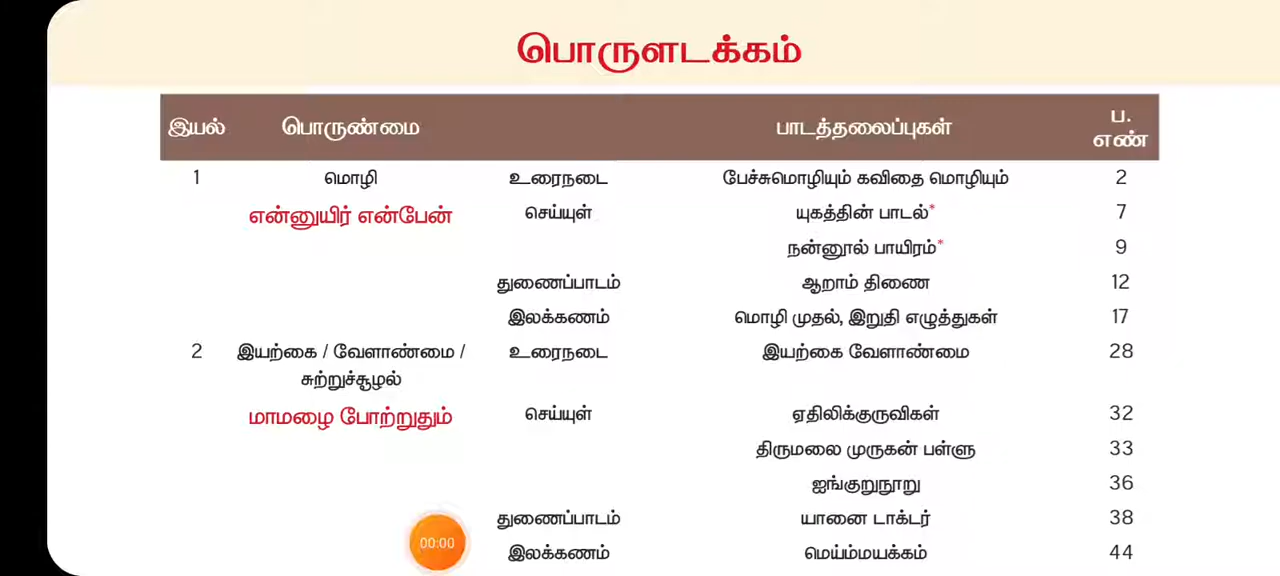 பொருளடக்கம்
இயல் பொருண்மை பாடத்தலைப்புகள் ப. எண்
1 மொழி உரைநடை பேச்சுமொழியும் கவிதை மொழியும் 2
என்னுயிர் என்பேன் செய்யுள் யுகத்தின் பாடல்* 7
நன்னூல் பாயிரம்* 9
துணைப்பாடம் ஆறாம் திணை 12
இலக்கணம் மொழி முதல், இறுதி எழுத்துகள் 17
2 இயற்கை / வேளாண்மை / உரைநடை இயற்கை வேளாண்மை 28
சுற்றுச்சூழல்
மாமழை போற்றுதும் செய்யுள் ஏதிலிக்குருவிகள் 32
திருமலை முருகன் பள்ளு 33
ஐங்குறுநூறு 36
துணைப்பாடம் யானை டாக்டர் 38
00:00
இலக்கணம் மெய்ம்மயக்கம் 44